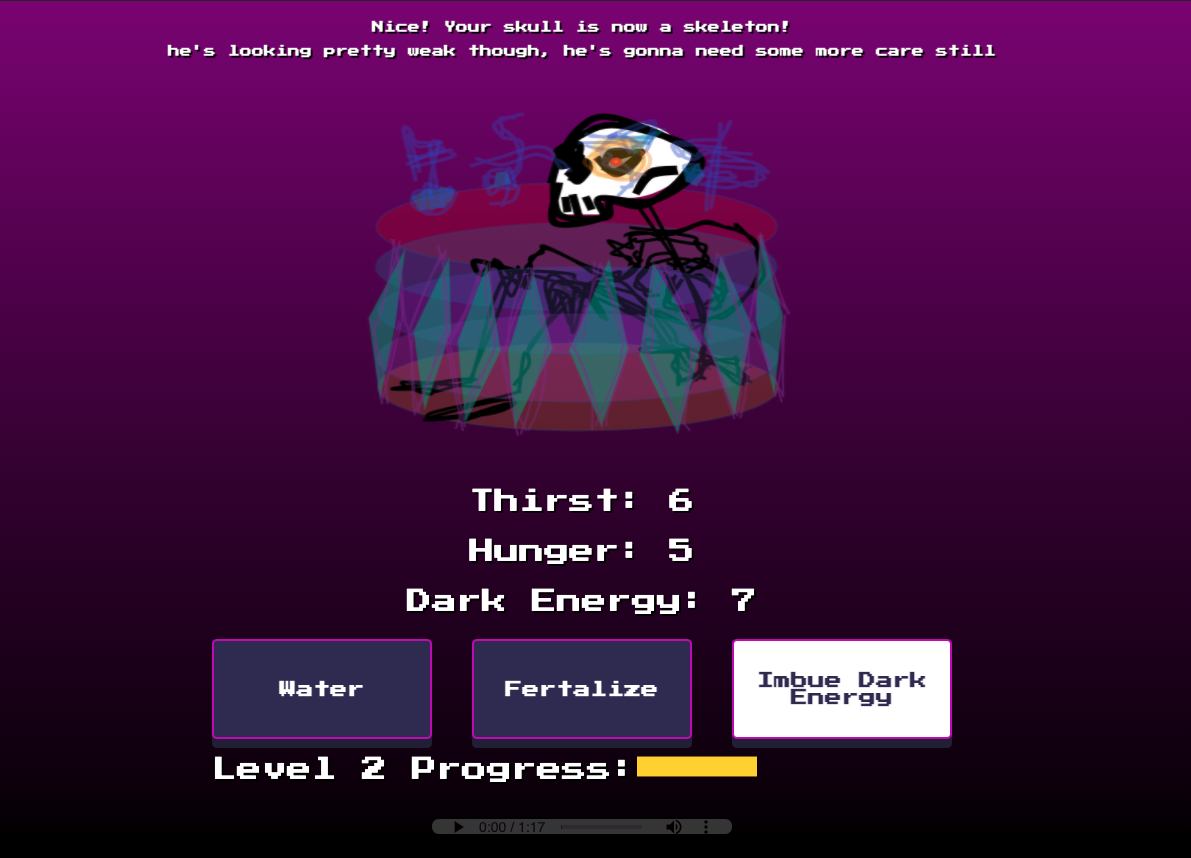 Nice! Your skull is now a skeleton!
he's looking pretty weak though, he's gonna need some more care still
Thirst: 6
Hunger: 5
Dark Energy: 7
Water
Fertalize
Imbue Dark
Energy
Level 2 Progress:
0:00 / 1:17